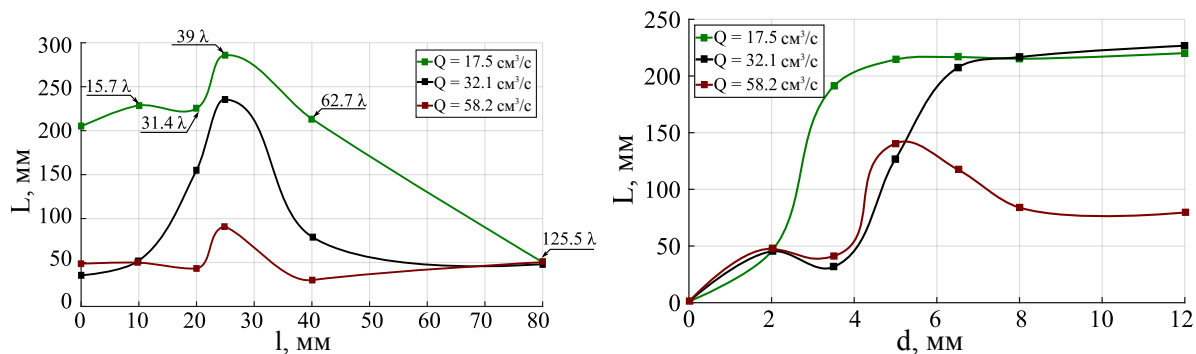 300
250
200
150
100
50
0
L, мм
0 10 20 30 40 50 60 70 80
l, мм
15.7 λ
31.4 λ
39 λ
62.7 λ
125.5 λ
Q = 17.5 см³/с
Q = 32.1 см³/с
Q = 58.2 см³/с
250
200
150
100
50
0
L, мм
0 2 4 6 8 10 12
d, мм
Q = 17.5 см³/с
Q = 32.1 см³/с
Q = 58.2 см³/с